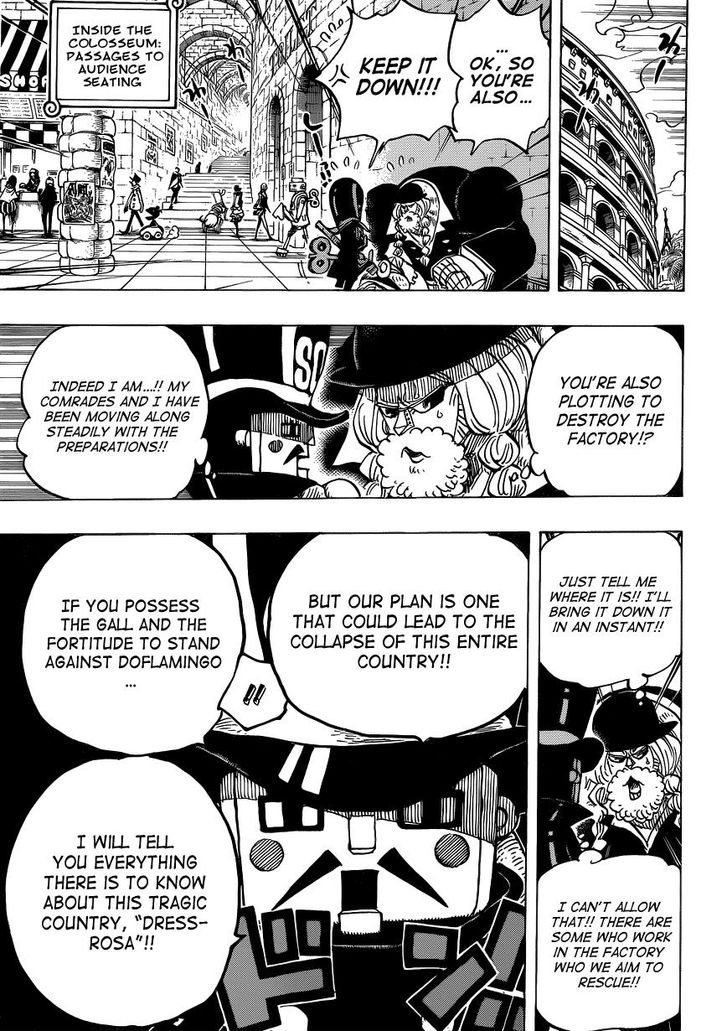 ...
OK, SO
YOU'RE
ALSO...
KEEP IT
DOWN!!!
INSIDE THE
COLOSSEUM:
PASSAGES TO
AUDIENCE
SEATING
SHOP
YOU'RE ALSO
PLOTTING TO
DESTROY THE
FACTORY!?
INDEED I AM...!! MY
COMRADES AND I HAVE
BEEN MOVING ALONG
STEADILY WITH THE
PREPARATIONS!!
SO
JUST TELL ME
WHERE IT IS!! I'LL
BRING IT DOWN IT
IN AN INSTANT!!
I CAN'T ALLOW
THAT!! THERE ARE
SOME WHO WORK
IN THE FACTORY
WHO WE AIM TO
RESCUE!!
BUT OUR PLAN IS ONE
THAT COULD LEAD TO THE
COLLAPSE OF THIS ENTIRE
COUNTRY!!
!!
IF YOU POSSESS
THE GALL AND THE
FORTITUDE TO STAND
AGAINST DOFLAMINGO
...
I WILL TELL
YOU EVERYTHING
THERE IS TO KNOW
ABOUT THIS TRAGIC
COUNTRY, "DRESS-
ROSA"!!
ドド